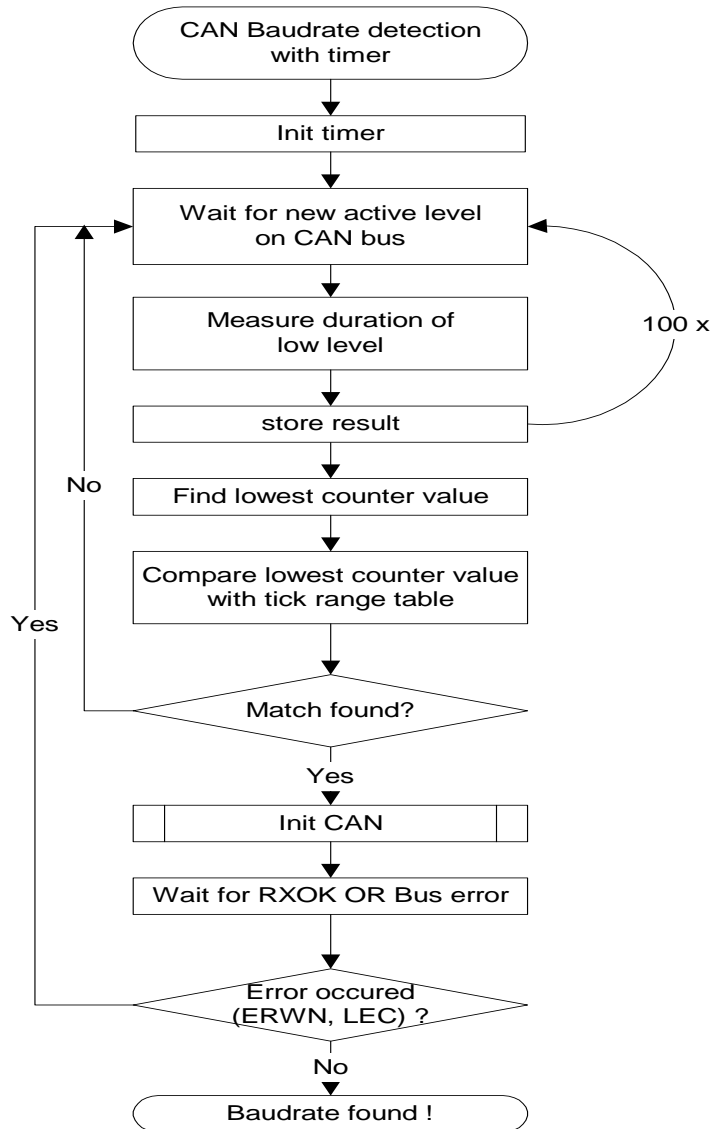 CAN Baudrate detection
with timer
Init timer
Wait for new active level
on CAN bus
Measure duration of
low level
100 x
store result
No
Find lowest counter value
Compare lowest counter value
with tick range table
Yes
Match found?
Yes
Init CAN
Wait for RXOK OR Bus error
Error occured
(ERWN, LEC) ?
No
Baudrate found !